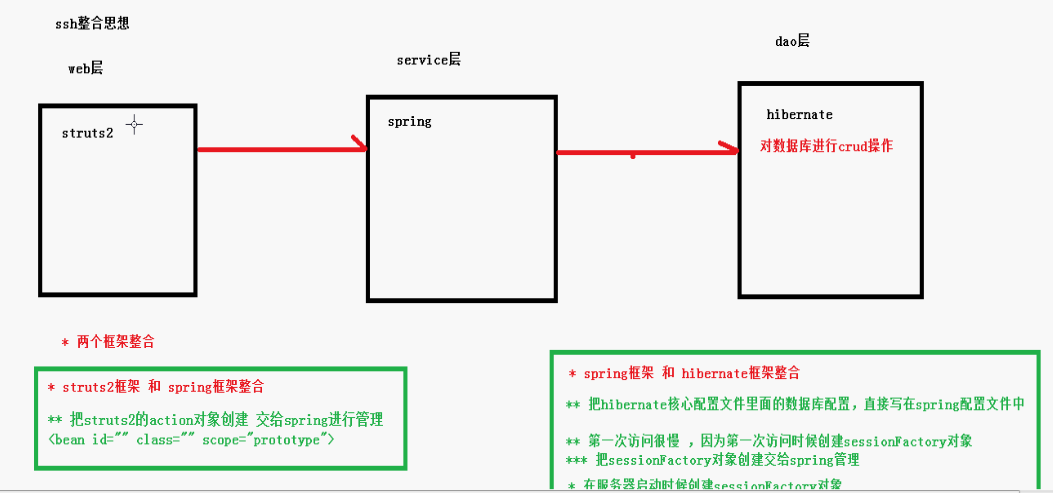 ssh整合思想
web层
service层
dao层
struts2
spring
hibernate
对数据库进行crud操作
* 两个框架整合
* struts2框架 和 spring框架整合
** 把struts2的action对象创建 交给spring进行管理
<bean id="" class="" scope="prototype">
* spring框架 和 hibernate框架整合
** 把hibernate核心配置文件里面的数据库配置，直接写在spring配置文件中
** 第一次访问很慢 ，因为第一次访问时候创建sessionFactory对象
*** 把sessionFactory对象创建交给spring管理
* 在服务器启动时候创建sessionFactory对象